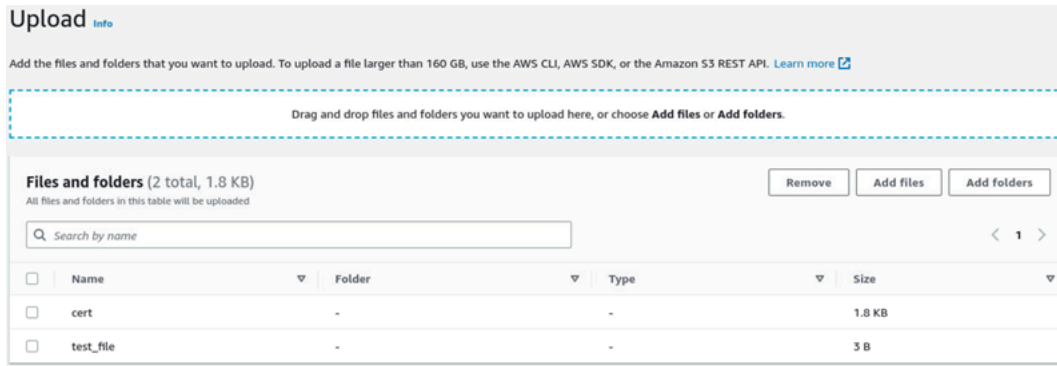 Upload Info
Add the files and folders that you want to upload. To upload a file larger than 160 GB, use the AWS CLI, AWS SDK, or the Amazon S3 REST API. Learn more
Drag and drop files and folders you want to upload here, or choose Add files or Add folders.
Files and folders (2 total, 1.8 KB)
Remove Add files Add folders
All files and folders in this table will be uploaded
Search by name
< 1 >
Name Folder Type Size
cert - - 1.8 KB
test_file - - 3 B